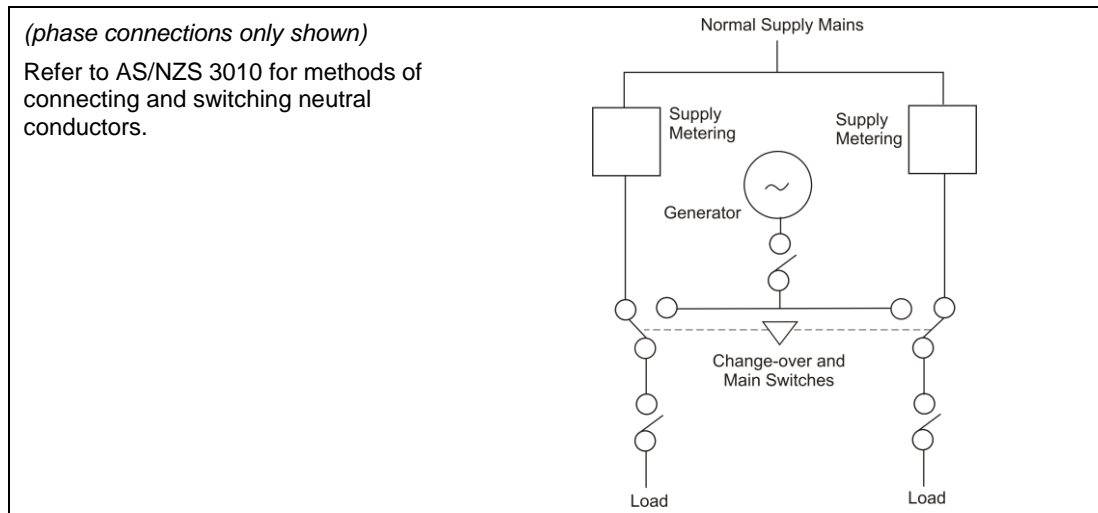 (phase connections only shown)
Refer to AS/NZS 3010 for methods of
connecting and switching neutral
conductors.
Normal Supply Mains
Supply
Metering
Supply
Metering
Generator
Change-over and
Main Switches
Load
Load